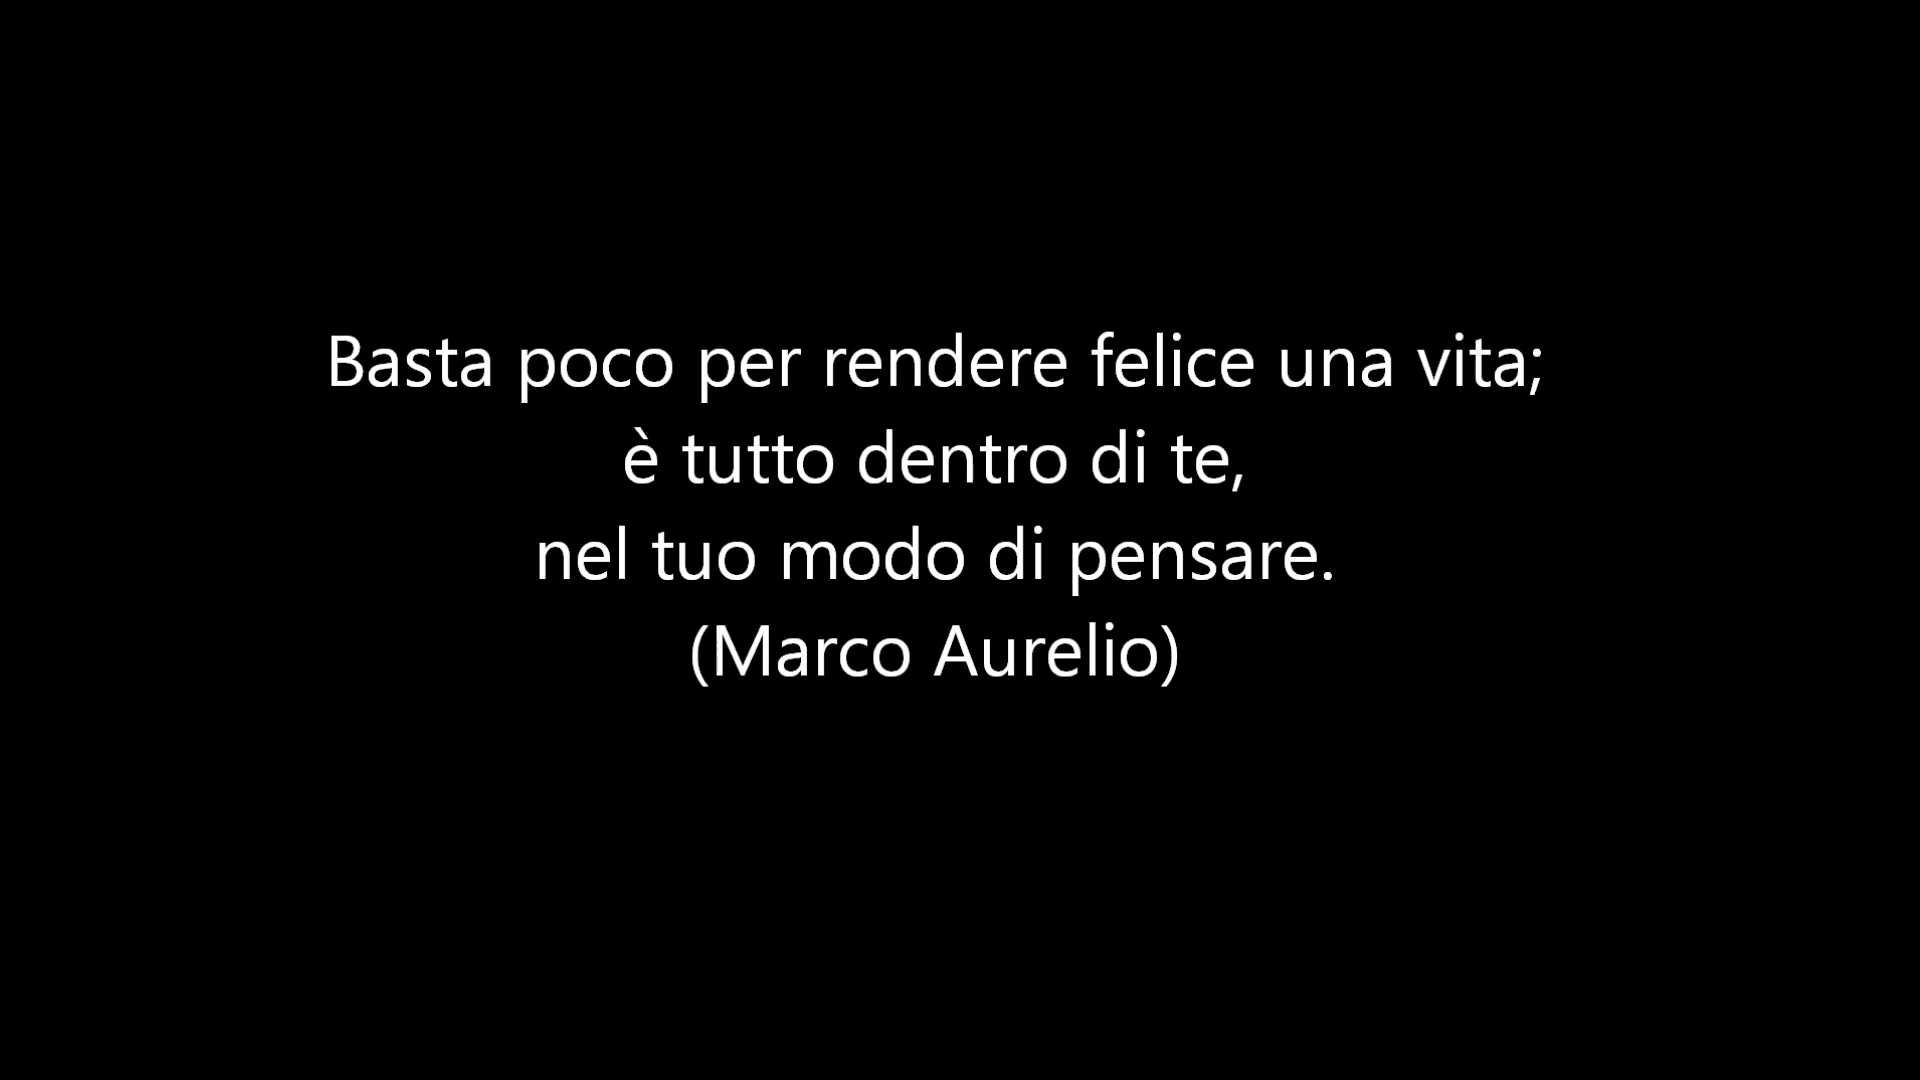 Basta poco per rendere felice una vita;
è tutto dentro di te,
nel tuo modo di pensare.
(Marco Aurelio)